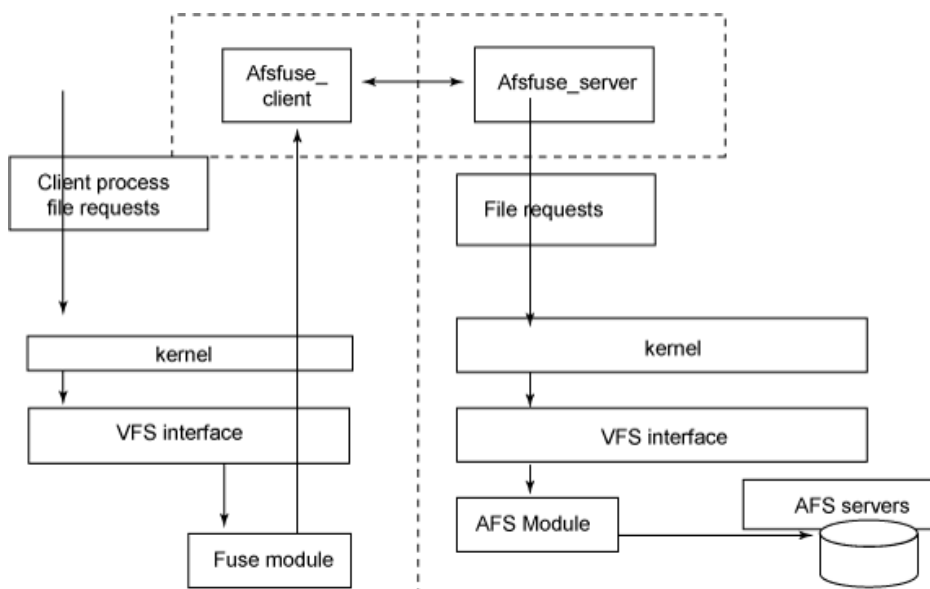 Afsfuse_
client
Afsfuse_server
Client process
file requests
File requests
kernel
kernel
VFS interface
VFS interface
AFS Module
AFS servers
Fuse module